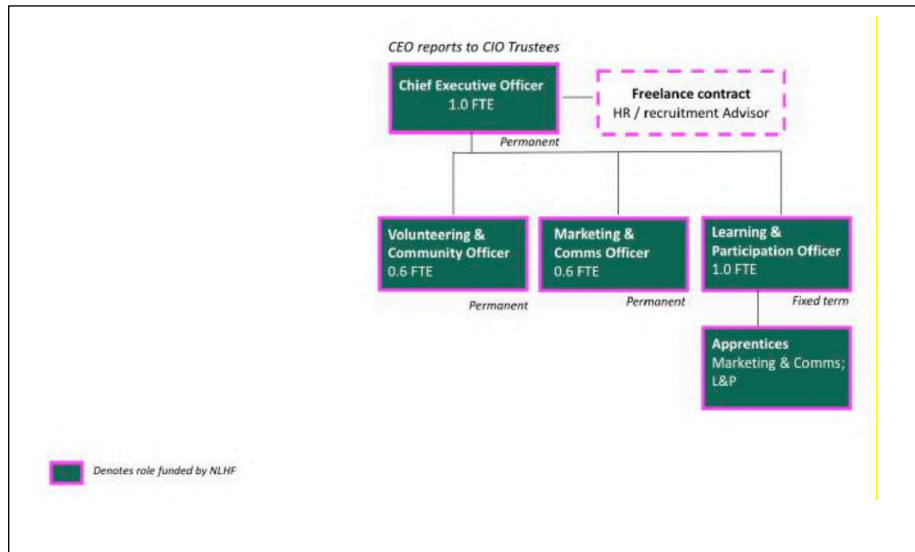 CEO reports to CIO Trustees
Chief Executive Officer
1.0 FTE
Freelance contract
HR / recruitment Advisor
Permanent
Volunteering &
Community Officer
0.6 FTE
Marketing &
Comms Officer
0.6 FTE
Learning &
Participation Officer
1.0 FTE
Permanent
Permanent
Fixed term
Apprentices
Marketing & Comms;
L&P
Denotes role funded by NLHF